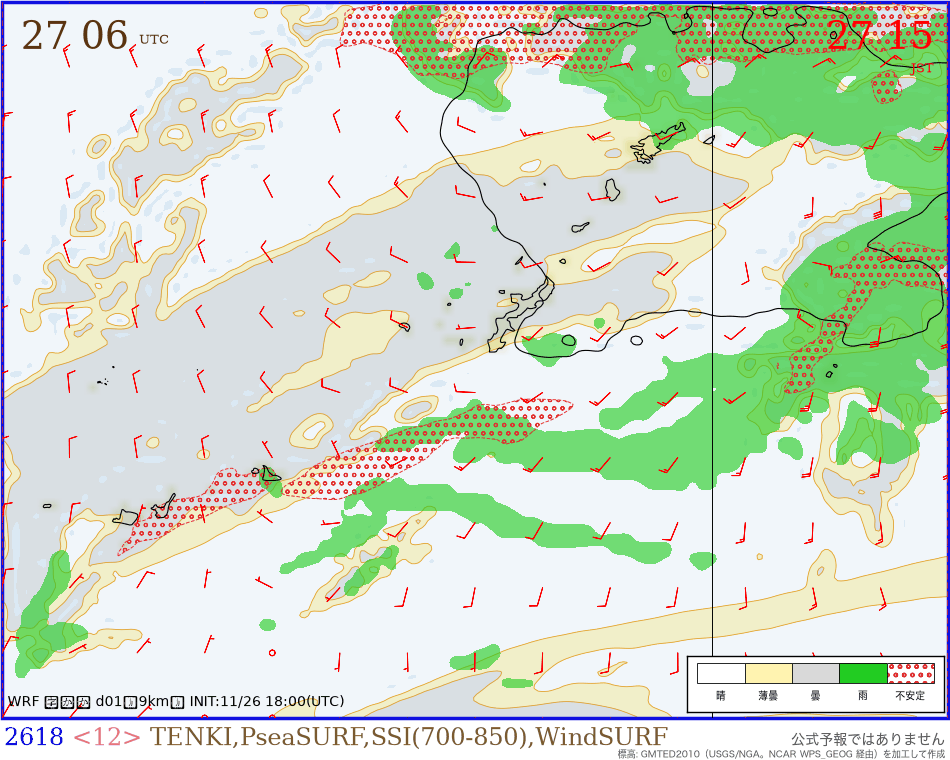 27 06 UTC
27 15
JST
晴 薄曇 曇 雨 不安定
WRF d01 9km INIT:11/26 18:00(UTC)
2618 <12> TENKI,PseaSURF,SSI(700-850),WindSURF
公式予報ではありません
標高: GMTED2010（USGS/NGA。NCAR WPS_GEOG 経由）を加工して作成